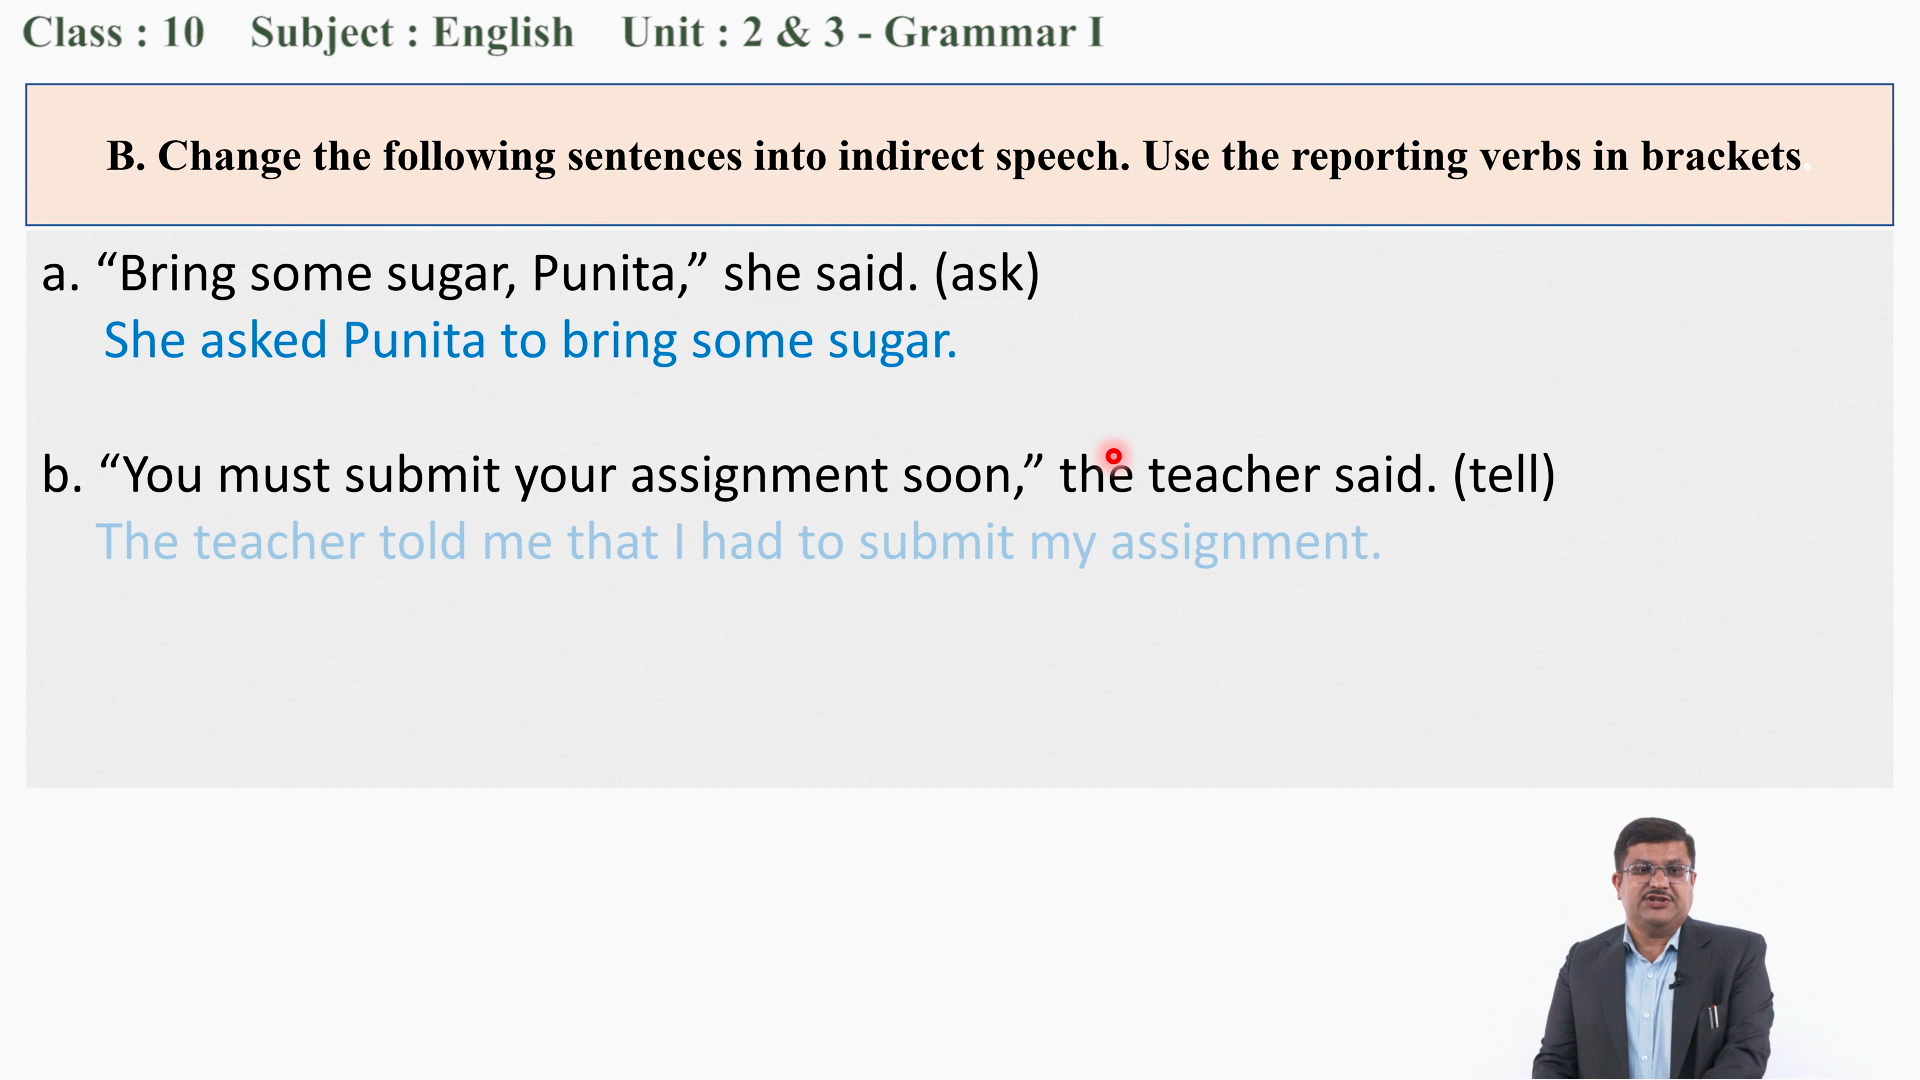 Class : 10 Subject : English Unit : 2 & 3 - Grammar I
B. Change the following sentences into indirect speech. Use the reporting verbs in brackets.
a. “Bring some sugar, Punita,” she said. (ask)
She asked Punita to bring some sugar.
b. “You must submit your assignment soon,” the teacher said. (tell)
The teacher told me that I had to submit my assignment.